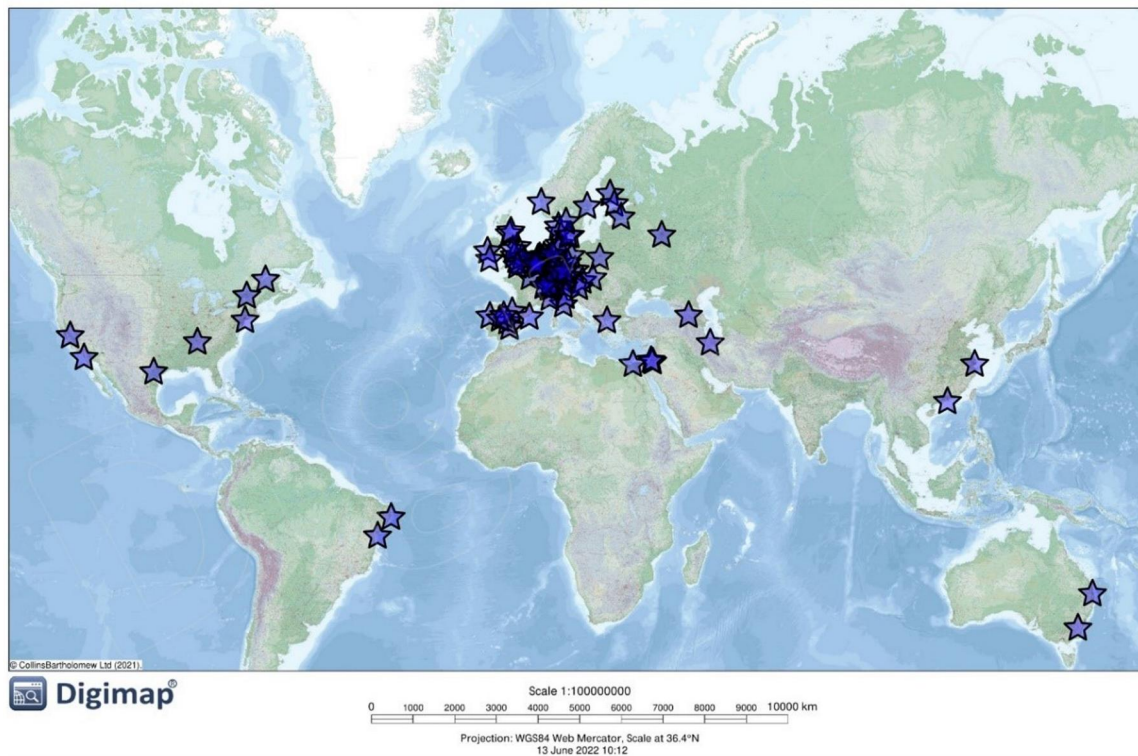 © CollinsBartholomew Ltd (2021).
Digimap®
Scale 1:100000000
0 1000 2000 3000 4000 5000 6000 7000 8000 9000 10000 km
Projection: WGS84 Web Mercator, Scale at 36.4°N
13 June 2022 10:12